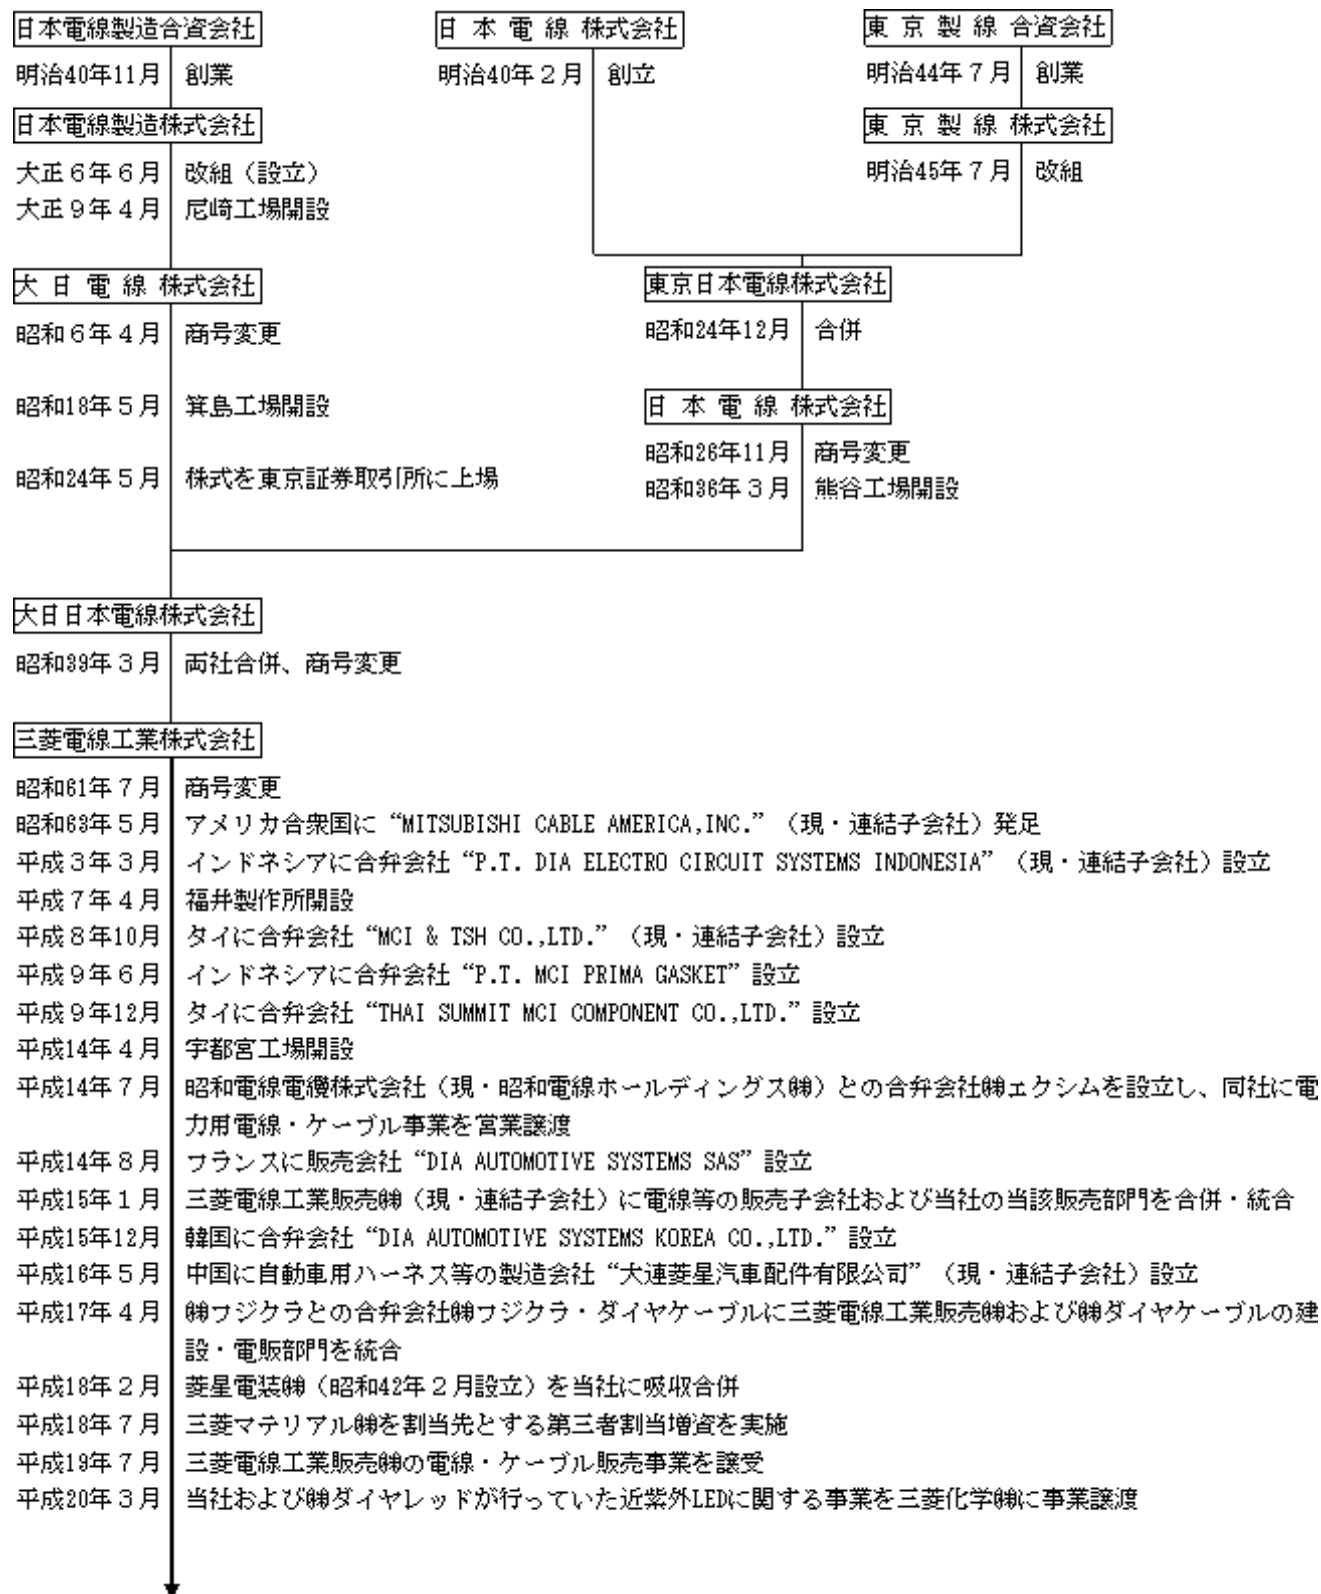 日本電線製造合資会社
明治40年11月 創業
日本電線製造株式会社
大正６年６月 改組（設立）
大正９年４月 尼崎工場開設
大日電線株式会社
昭和６年４月 商号変更
昭和18年５月 箕島工場開設
昭和24年５月 株式を東京証券取引所に上場
日本電線株式会社
明治40年２月 創立
東京製線合資会社
明治44年７月 創業
東京製線株式会社
明治45年７月 改組
東京日本電線株式会社
昭和24年12月 合併
日本電線株式会社
昭和26年11月 商号変更
昭和36年３月 熊谷工場開設
大日日本電線株式会社
昭和39年３月 両社合併、商号変更
三菱電線工業株式会社
昭和61年７月 商号変更
昭和63年５月 アメリカ合衆国に“MITSUBISHI CABLE AMERICA,INC.”（現・連結子会社）発足
平成３年３月 インドネシアに合弁会社“P.T. DIA ELECTRO CIRCUIT SYSTEMS INDONESIA”（現・連結子会社）設立
平成７年４月 福井製作所開設
平成８年10月 タイに合弁会社“MCI & TSH CO.,LTD.”（現・連結子会社）設立
平成９年６月 インドネシアに合弁会社“P.T. MCI PRIMA GASKET”設立
平成９年12月 タイに合弁会社“THAI SUMMIT MCI COMPONENT CO.,LTD.”設立
平成14年４月 宇都宮工場開設
平成14年７月 昭和電線電纜株式会社（現・昭和電線ホールディングス㈱）との合弁会社㈱エクシムを設立し、同社に電
力用電線・ケーブル事業を営業譲渡
平成14年８月 フランスに販売会社“DIA AUTOMOTIVE SYSTEMS SAS”設立
平成15年１月 三菱電線工業販売㈱（現・連結子会社）に電線等の販売子会社および当社の当該販売部門を合併・統合
平成15年12月 韓国に合弁会社“DIA AUTOMOTIVE SYSTEMS KOREA CO.,LTD.”設立
平成16年５月 中国に自動車用ハーネス等の製造会社“大連菱星汽車配件有限公司”（現・連結子会社）設立
平成17年４月 ㈱フジクラとの合弁会社㈱フジクラ・ダイヤケーブルに三菱電線工業販売㈱および㈱ダイヤケーブルの建
設・電販部門を統合
平成18年２月 菱星電装㈱（昭和42年２月設立）を当社に吸収合併
平成18年７月 三菱マテリアル㈱を割当先とする第三者割当増資を実施
平成19年７月 三菱電線工業販売㈱の電線・ケーブル販売事業を譲受
平成20年３月 当社および㈱ダイヤレッドが行っていた近紫外LEDに関する事業を三菱化学㈱に事業譲渡